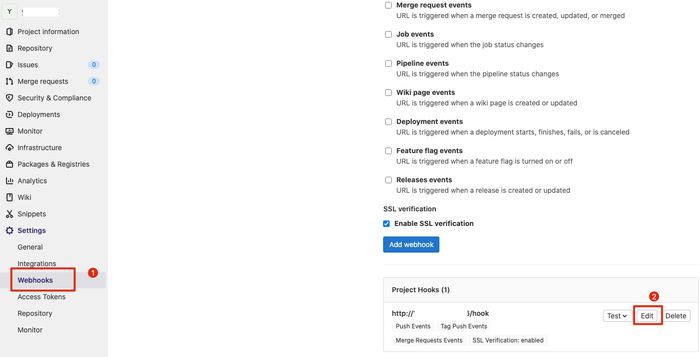 Y
Project information
Repository
Issues 0
Merge requests 0
Security & Compliance
Deployments
Monitor
Infrastructure
Packages & Registries
Analytics
Wiki
Snippets
Settings
General
Integrations
Webhooks 1
Access Tokens
Repository
Monitor
Merge request events
URL is triggered when a merge request is created, updated, or merged
Job events
URL is triggered when the job status changes
Pipeline events
URL is triggered when the pipeline status changes
Wiki page events
URL is triggered when a wiki page is created or updated
Deployment events
URL is triggered when a deployment starts, finishes, fails, or is canceled
Feature flag events
URL is triggered when a feature flag is turned on or off
Releases events
URL is triggered when a release is created or updated
SSL verification
Enable SSL verification
Add webhook
Project Hooks (1)
2
http:// /hook
Test Edit Delete
Push Events Tag Push Events
Merge Requests Events SSL Verification: enabled